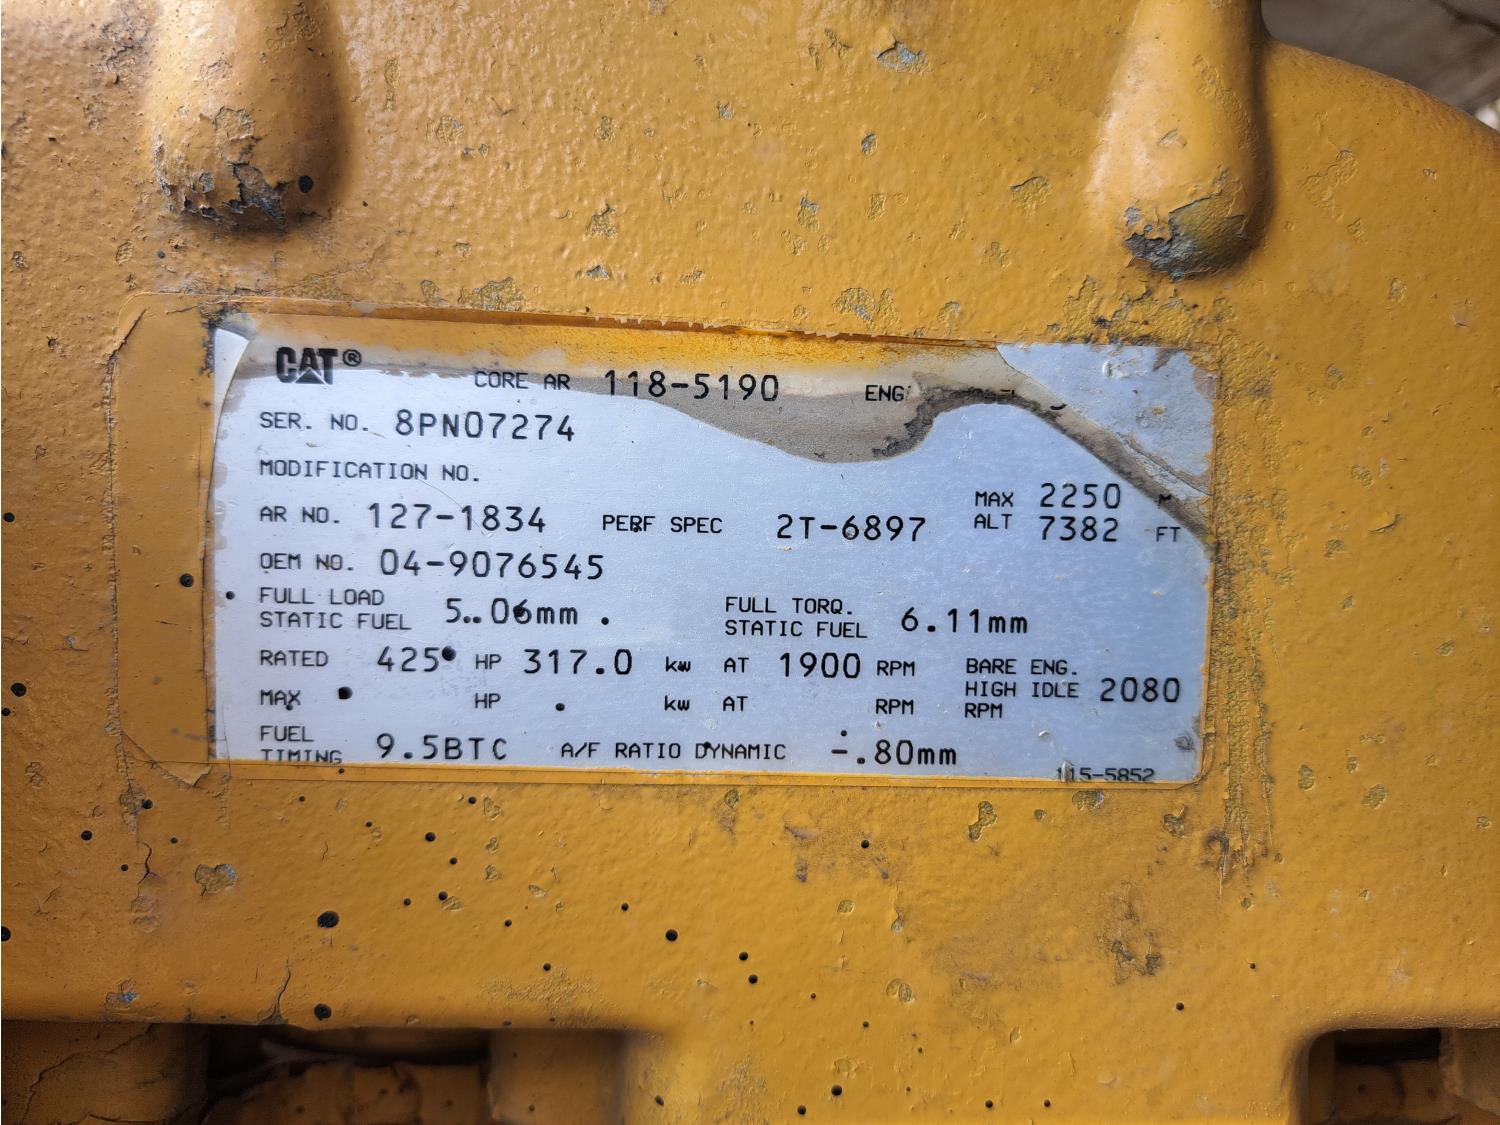 CAT® CORE AR 118-5190 ENG
SER. NO. 8PN07274
MODIFICATION NO.
AR NO. 127-1834 PERF SPEC 2T-6897 MAX ALT 2250 M 7382 FT
OEM NO. 04-9076545
FULL LOAD STATIC FUEL 5.06mm FULL TORQ. STATIC FUEL 6.11mm
RATED 425 HP 317.0 kw AT 1900 RPM BARE ENG. HIGH IDLE RPM 2080
MAX HP . kw AT RPM
FUEL TIMING 9.5BTC A/F RATIO DYNAMIC -.80mm
115-5852